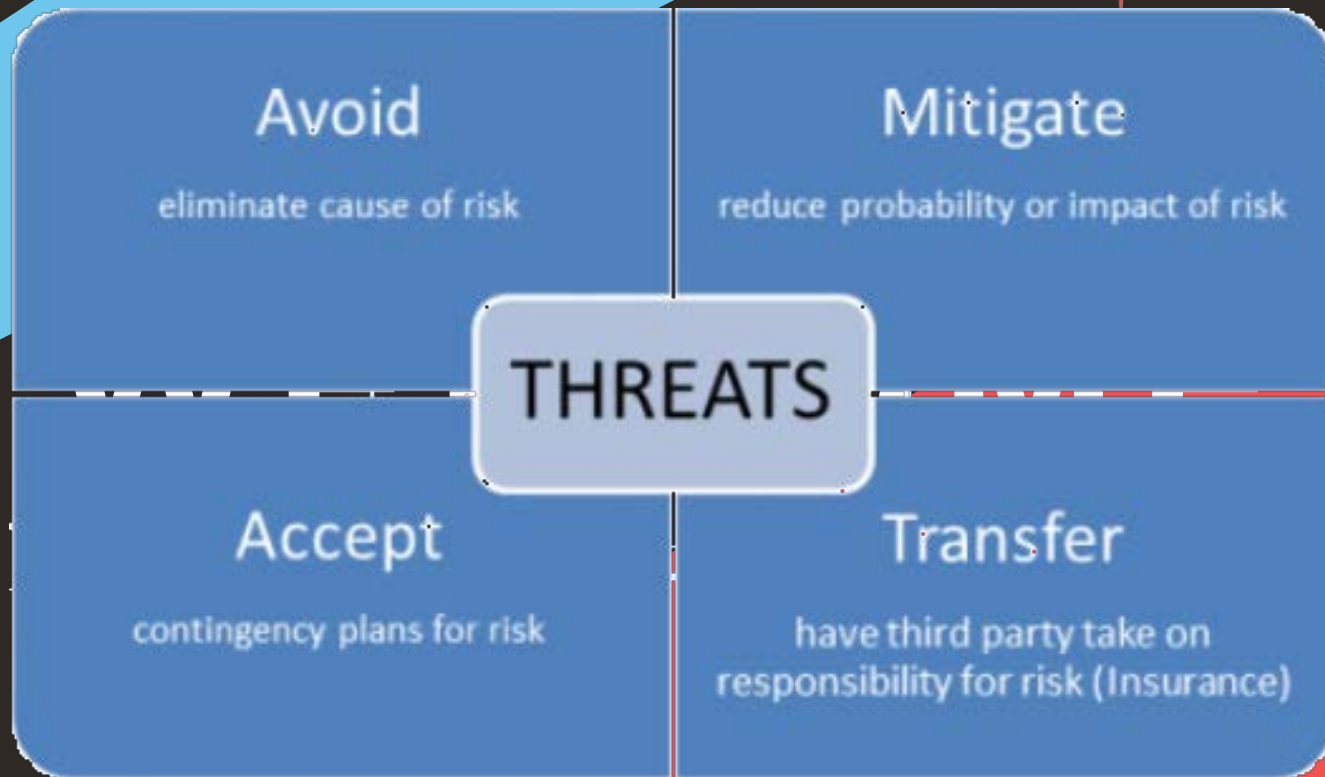 Avoid
eliminate cause of risk
Mitigate
reduce probability or impact of risk
THREATS
Accept
contingency plans for risk
Transfer
have third party take on
responsibility for risk (Insurance)